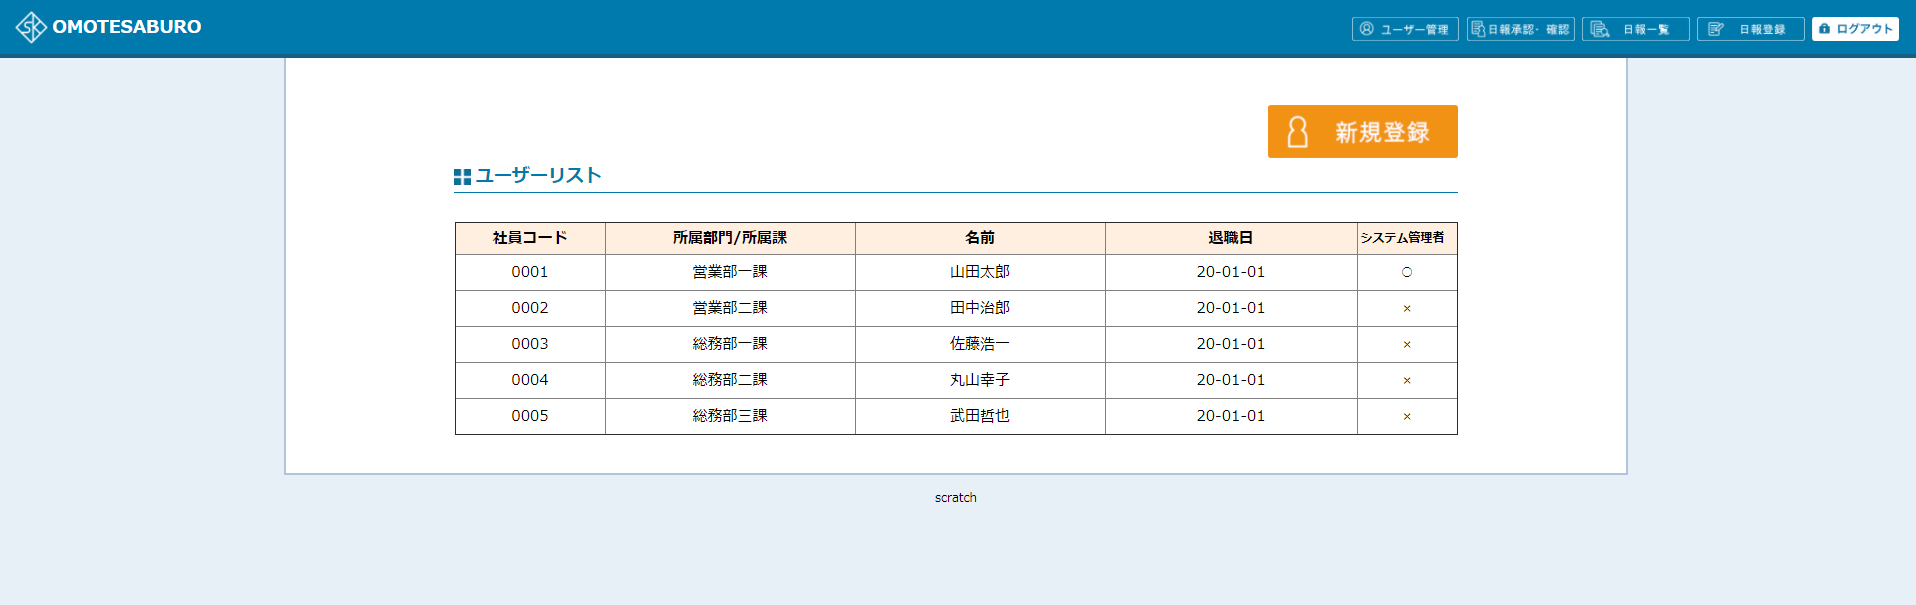 OMOTESABURO
ユーザー管理 日報承認・確認 日報一覧 日報登録 ログアウト
新規登録
ユーザーリスト
社員コード 所属部門/所属課 名前 退職日 システム管理者
0001 営業部一課 山田太郎 20-01-01 ○
0002 営業部二課 田中治郎 20-01-01 ×
0003 総務部一課 佐藤浩一 20-01-01 ×
0004 総務部二課 丸山幸子 20-01-01 ×
0005 総務部三課 武田哲也 20-01-01 ×
scratch